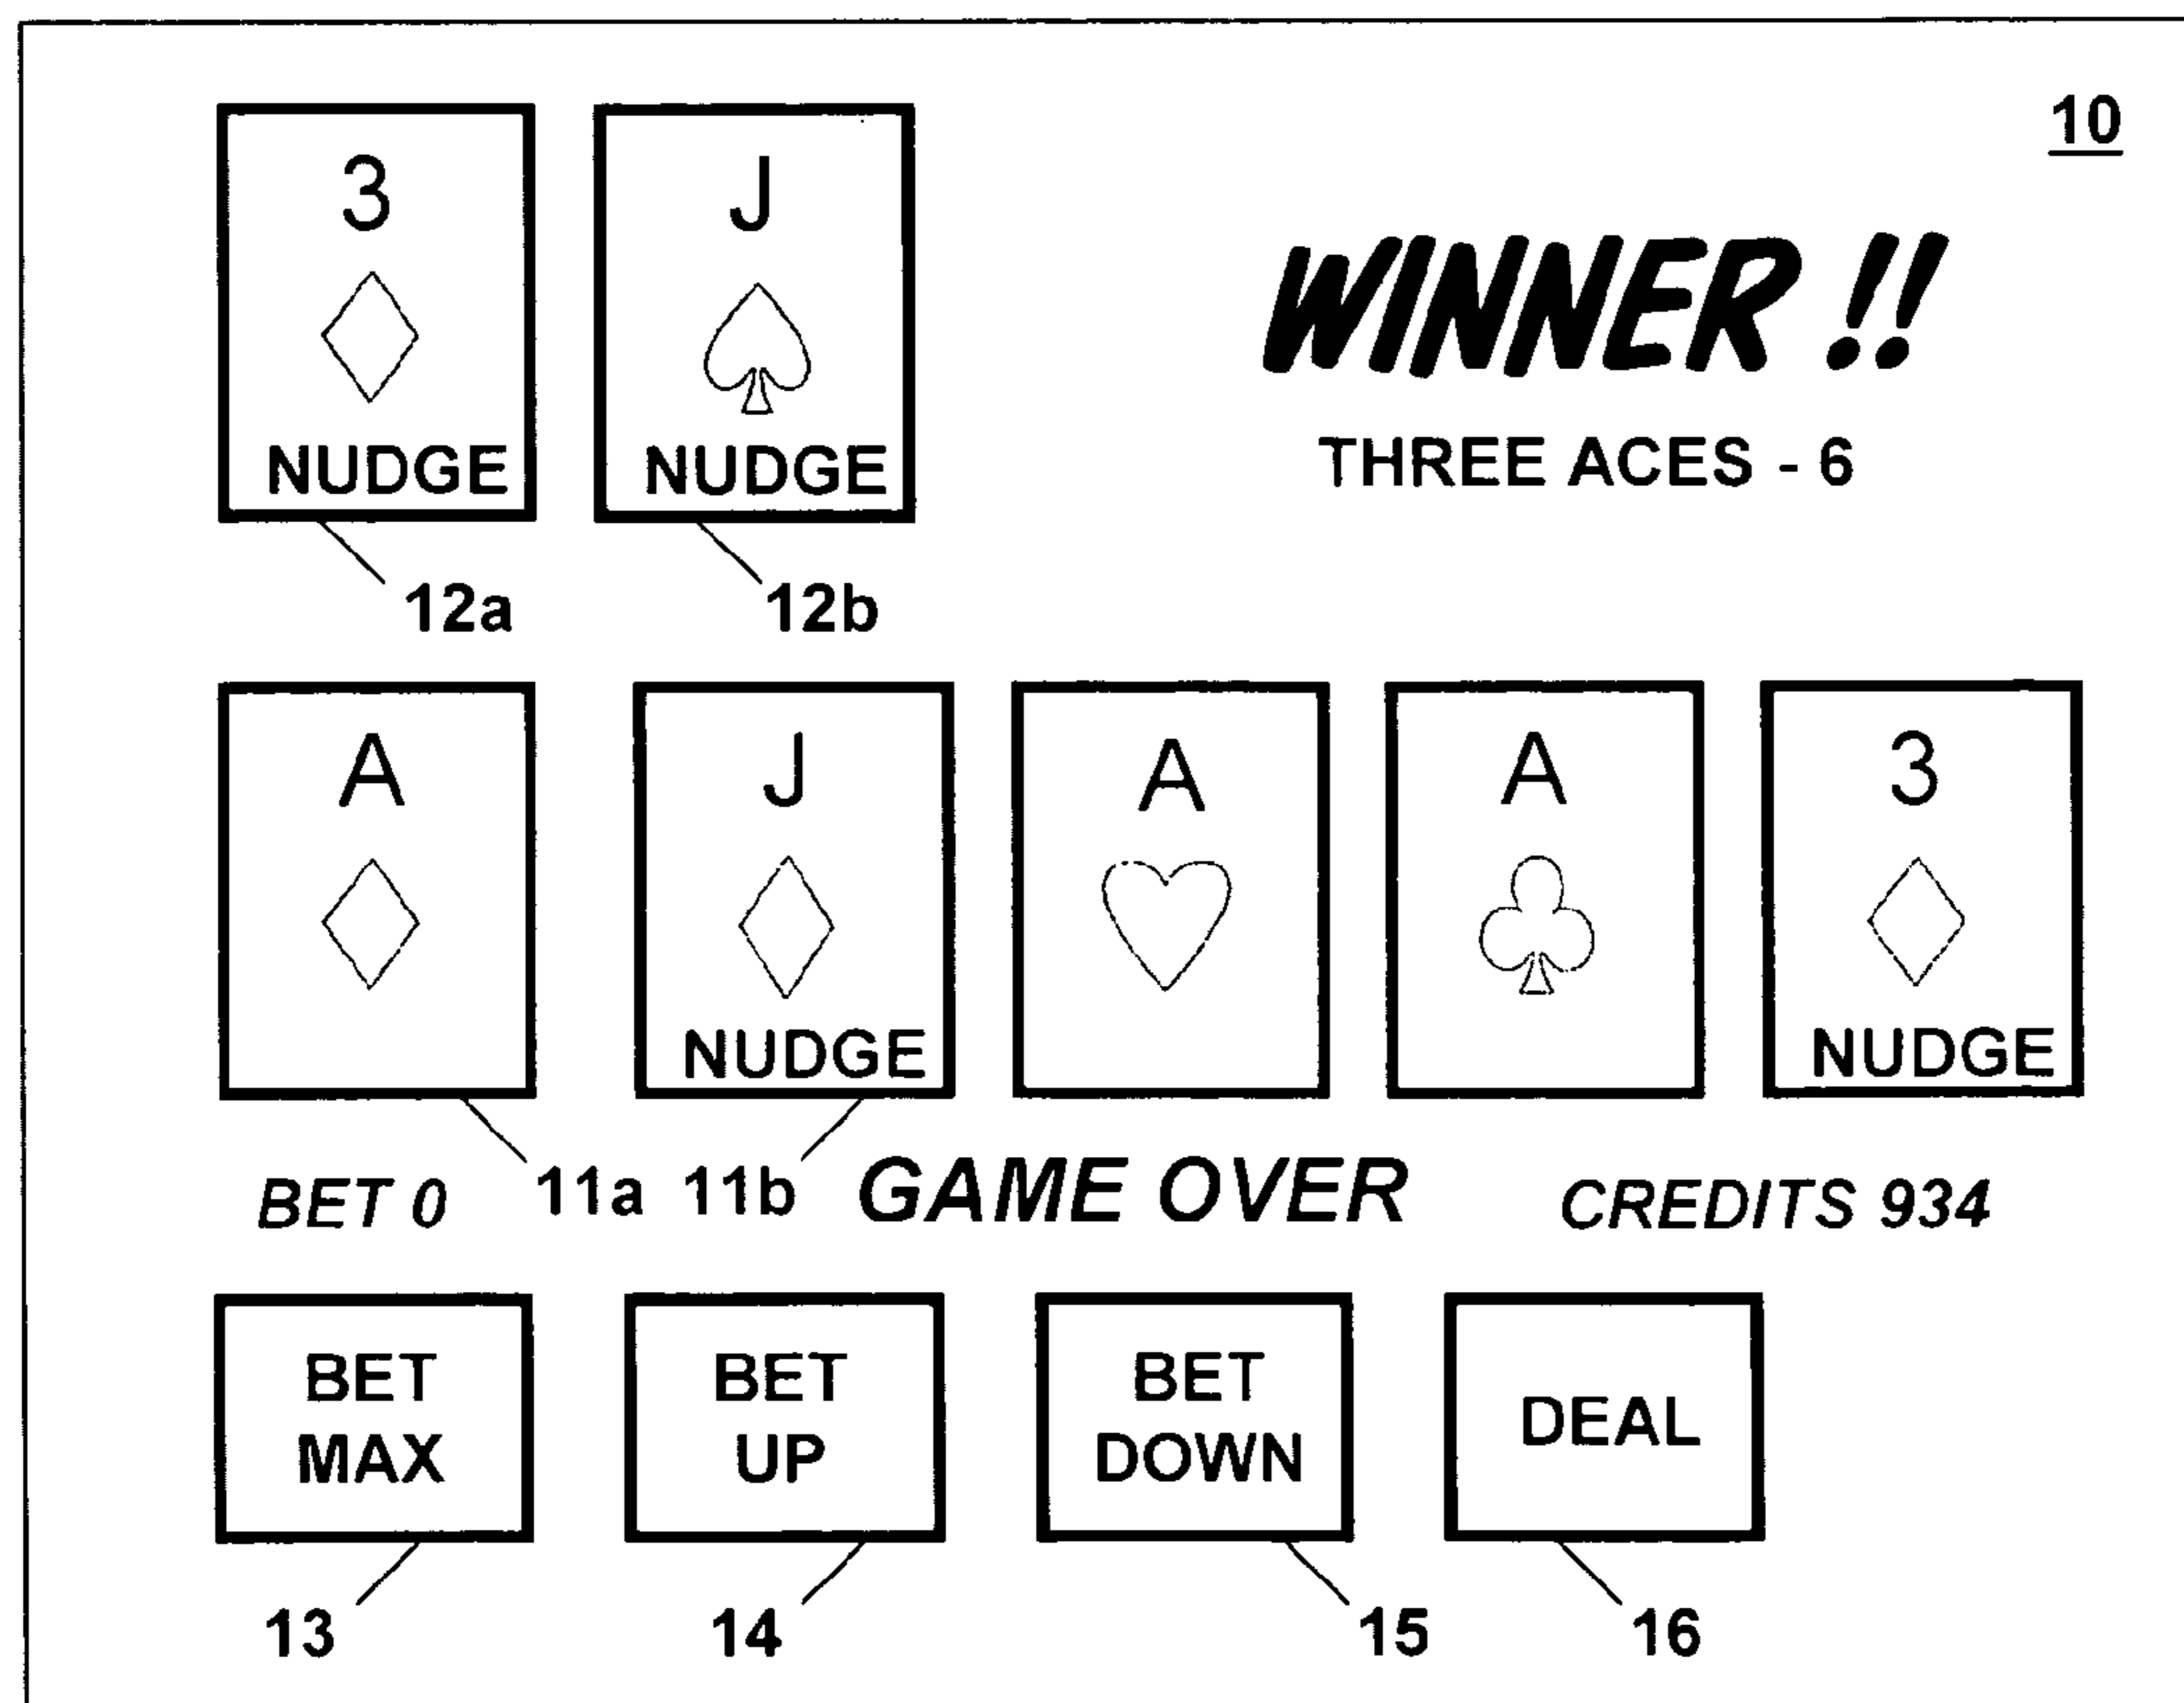 10
3 J
NUDGE NUDGE
WINNER !!
THREE ACES - 6
12a 12b
A J A A 3
NUDGE NUDGE
11a 11b
BET 0 GAME OVER CREDITS 934
BET MAX
BET UP
BET DOWN
DEAL
13 14 15 16